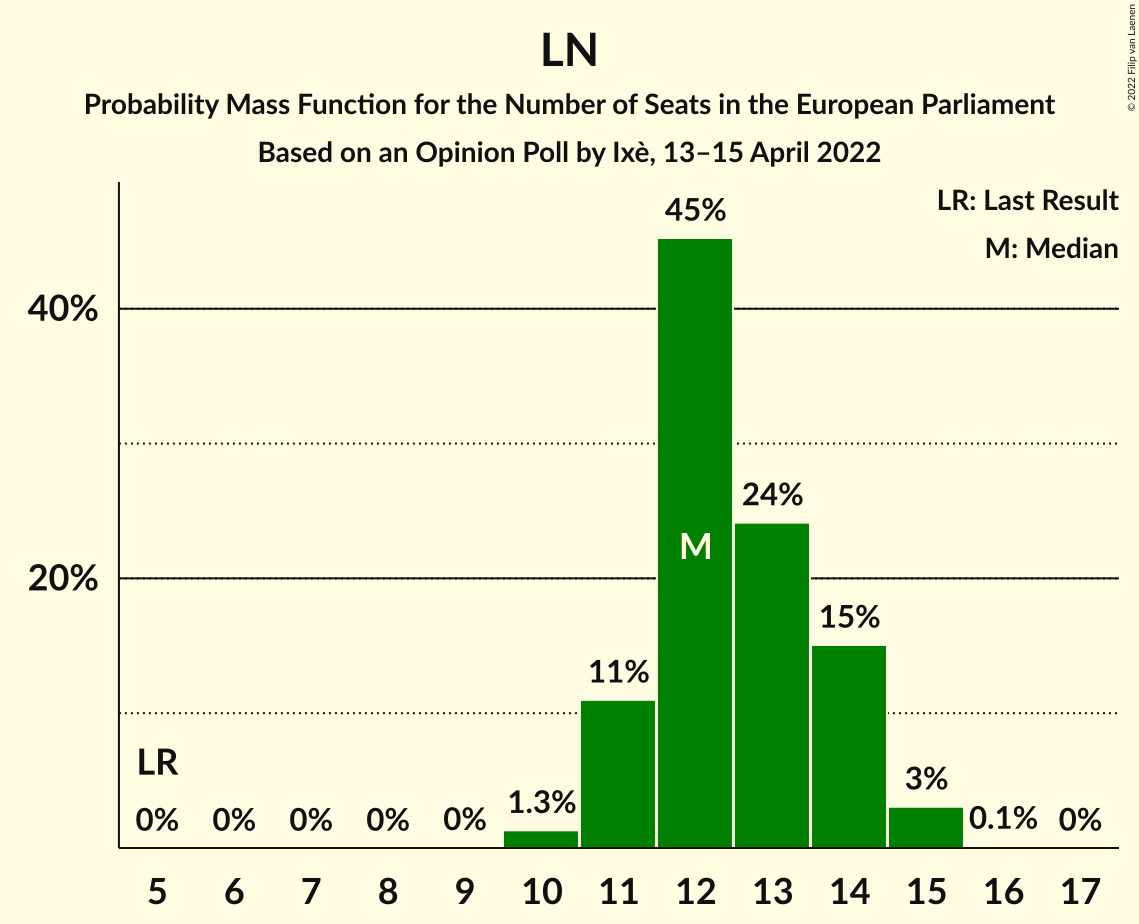 LN
Probability Mass Function for the Number of Seats in the European Parliament
Based on an Opinion Poll by Ixè, 13–15 April 2022
© 2022 Filip van Laenen
LR: Last Result
M: Median
45%
40%
24%
M
20%
15%
11%
LR
3%
1.3%
0% 0% 0% 0% 0% 0.1% 0%
5 6 7 8 9 10 11 12 13 14 15 16 17